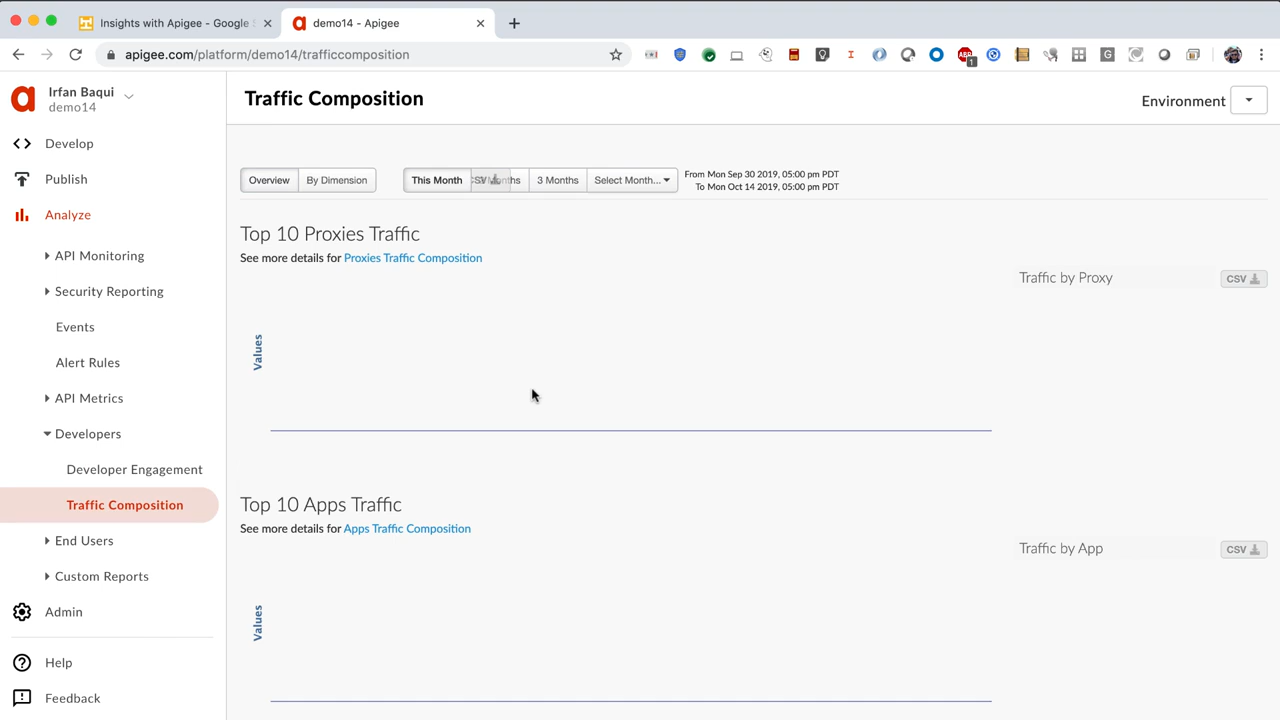 Insights with Apigee - Google
demo14 - Apigee
apigee.com/platform/demo14/trafficcomposition
ABP
1
G
Irfan Baqui
demo14
Develop
Publish
Analyze
API Monitoring
Security Reporting
Events
Alert Rules
API Metrics
Developers
Developer Engagement
Traffic Composition
End Users
Custom Reports
Admin
Help
Feedback
Traffic Composition
Environment
Overview
By Dimension
This Month
3 Months
Select Month...
From Mon Sep 30 2019, 05:00 pm PDT
To Mon Oct 14 2019, 05:00 pm PDT
Top 10 Proxies Traffic
See more details for Proxies Traffic Composition
Traffic by Proxy
CSV
Values
Top 10 Apps Traffic
See more details for Apps Traffic Composition
Traffic by App
CSV
Values